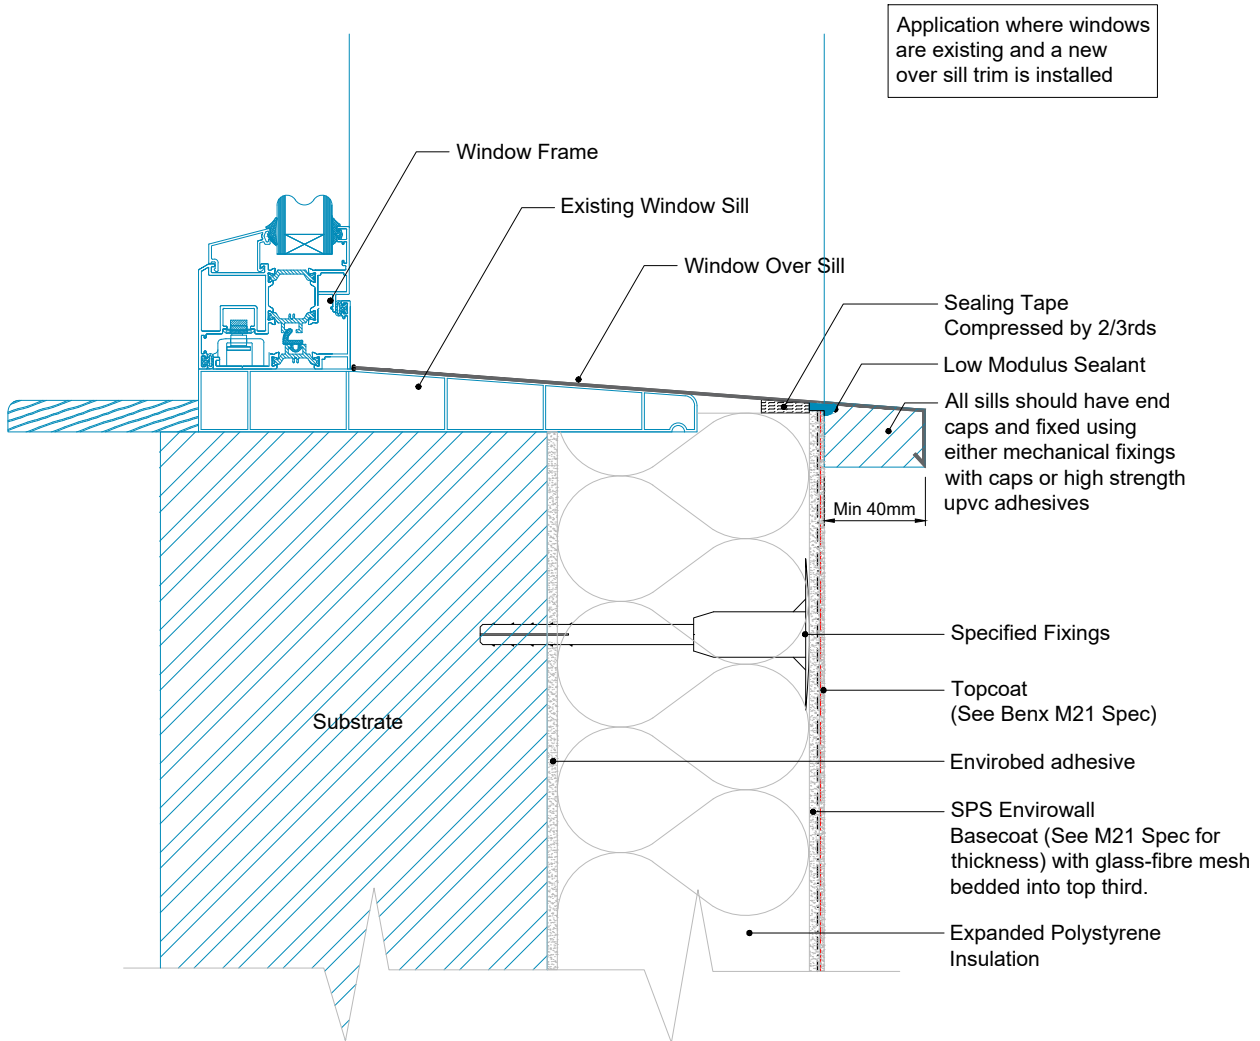 Application where windows
are existing and a new
over sill trim is installed
Window Frame
Existing Window Sill
Window Over Sill
Sealing Tape
Compressed by 2/3rds
Low Modulus Sealant
All sills should have end
caps and fixed using
either mechanical fixings
with caps or high strength
upvc adhesives
Min 40mm
Specified Fixings
Topcoat
(See Benx M21 Spec)
Substrate
Envirobed adhesive
SPS Envirowall
Basecoat (See M21 Spec for
thickness) with glass-fibre mesh
bedded into top third.
Expanded Polystyrene
Insulation